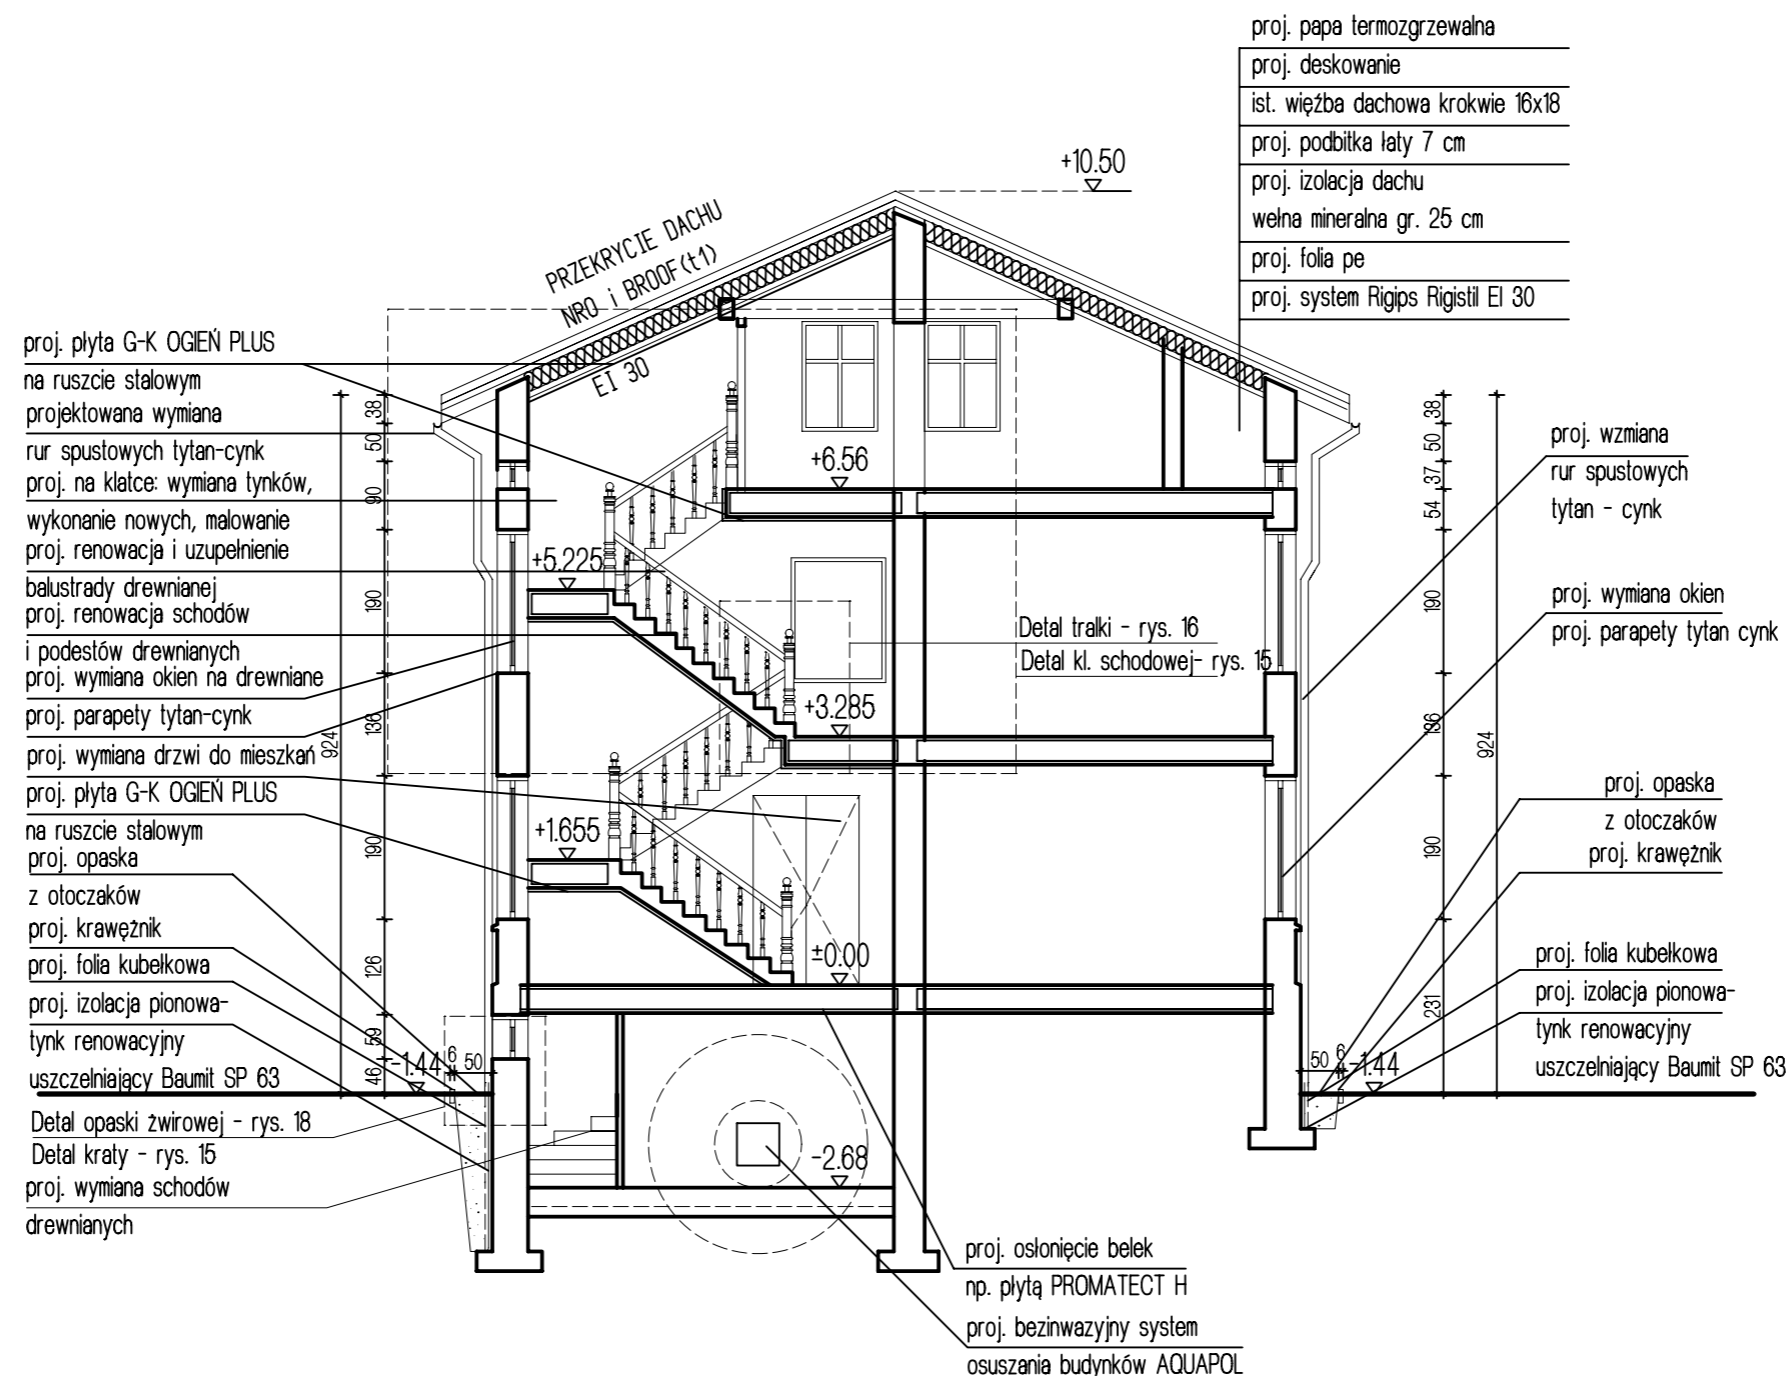 proj. papa termozgrzewalna
proj. deskowanie
ist. więźba dachowa krokwie 16x18
proj. podbitka łaty 7 cm
proj. izolacja dachu
wełna mineralna gr. 25 cm
proj. folia pe
proj. system Rigips Rigistil EI 30
+10.50
PRZEKRYCIE DACHU
NRO i BROOF(t1)
EI 30
proj. płyta G-K OGIEŃ PLUS
na ruszcie stalowym
projektowana wymiana
rur spustowych tytan-cynk
proj. na klatce: wymiana tynków,
wykonanie nowych, malowanie
proj. renowacja i uzupełnienie
balustrady drewnianej
proj. renowacja schodów
i podestów drewnianych
proj. wymiana okien na drewniane
proj. parapety tytan-cynk
proj. wymiana drzwi do mieszkań
proj. płyta G-K OGIEŃ PLUS
na ruszcie stalowym
proj. opaska
z otoczaków
proj. krawężnik
proj. folia kubełkowa
proj. izolacja pionowa-
tynk renowacyjny
uszczelniający Baumit SP 63
Detal opaski żwirowej - rys. 18
Detal kraty - rys. 15
proj. wymiana schodów
drewnianych
924
38
50
90
190
136
190
126
59
46
-1.44
6
50
+6.56
+5.225
+3.285
+1.655
±0.00
-2.68
Detal tralki - rys. 16
Detal kl. schodowej- rys. 15
38
50
37
54
190
136
190
231
924
50
6
-1.44
proj. wzmiana
rur spustowych
tytan - cynk
proj. wymiana okien
proj. parapety tytan cynk
proj. opaska
z otoczaków
proj. krawężnik
proj. folia kubełkowa
proj. izolacja pionowa-
tynk renowacyjny
uszczelniający Baumit SP 63
proj. osłonięcie belek
np. płytą PROMATECT H
proj. bezinwazyjny system
osuszania budynków AQUAPOL